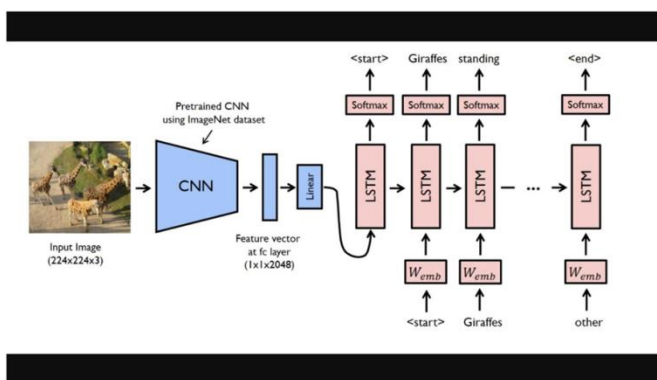 <start> Giraffes standing <end>
Softmax Softmax Softmax Softmax
Pretrained CNN
using ImageNet dataset
CNN
Linear
LSTM LSTM LSTM ... LSTM
Input Image
(224x224x3)
Feature vector
at fc layer
(1x1x2048)
Wemb Wemb Wemb
<start> Giraffes other